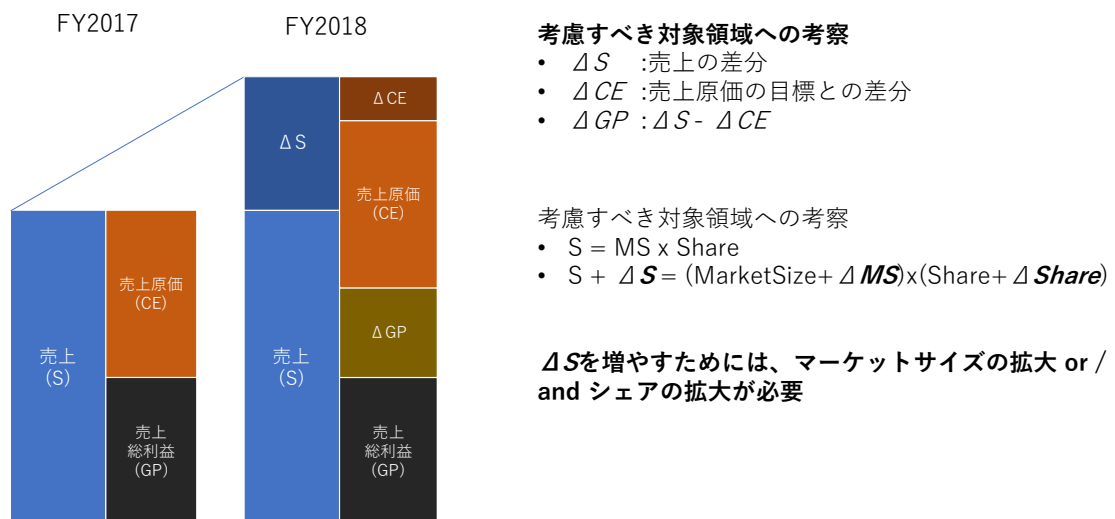 FY2017
FY2018
ΔS
ΔCE
売上原価
(CE)
ΔGP
売上
(S)
売上
総利益
(GP)
売上原価
(CE)
売上
(S)
売上
総利益
(GP)
考慮すべき対象領域への考察
• ΔS :売上の差分
• ΔCE :売上原価の目標との差分
• ΔGP :ΔS - ΔCE
考慮すべき対象領域への考察
• S = MS x Share
• S + ΔS = (MarketSize+ΔMS)x(Share+ΔShare)
ΔSを増やすためには、マーケットサイズの拡大 or /
and シェアの拡大が必要